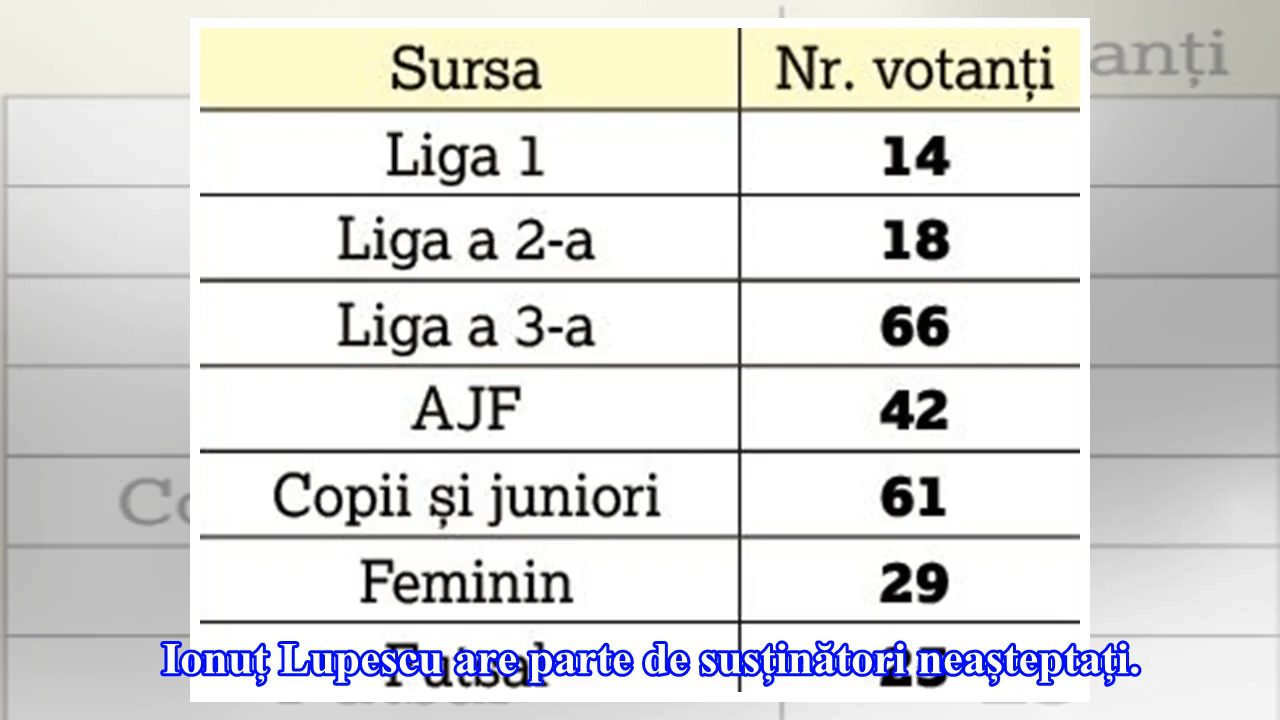 Sursa Nr. votanți
Liga 1 14
Liga a 2-a 18
Liga a 3-a 66
AJF 42
Copii și juniori 61
Feminin 29
Futsal
Ionuț Lupescu are parte de susținători neașteptați.